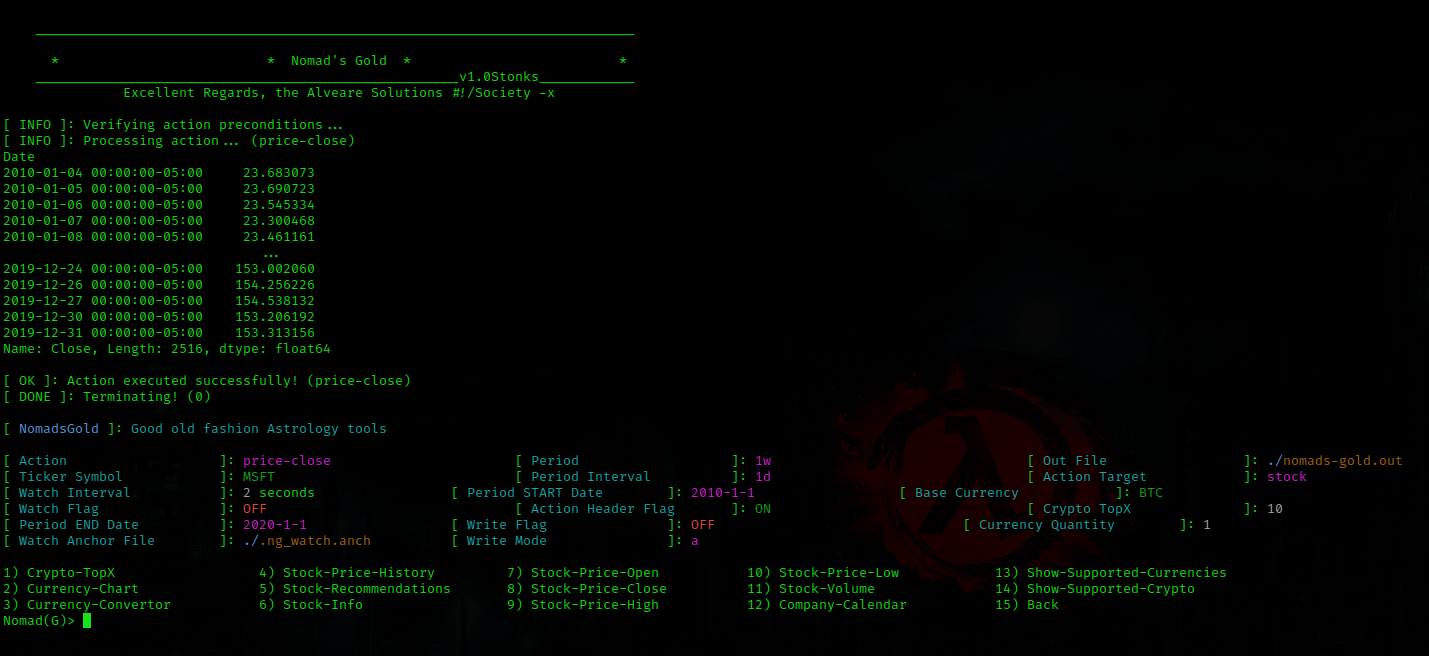 * * Nomad's Gold * *
v1.0Stonks
Excellent Regards, the Alveare Solutions #!/Society -x
[ INFO ]: Verifying action preconditions...
[ INFO ]: Processing action... (price-close)
Date
2010-01-04 00:00:00-05:00 23.683073
2010-01-05 00:00:00-05:00 23.690723
2010-01-06 00:00:00-05:00 23.545334
2010-01-07 00:00:00-05:00 23.300468
2010-01-08 00:00:00-05:00 23.461161
...
2019-12-24 00:00:00-05:00 153.002060
2019-12-26 00:00:00-05:00 154.256226
2019-12-27 00:00:00-05:00 154.538132
2019-12-30 00:00:00-05:00 153.206192
2019-12-31 00:00:00-05:00 153.313156
Name: Close, Length: 2516, dtype: float64
[ OK ]: Action executed successfully! (price-close)
[ DONE ]: Terminating! (0)
[ NomadsGold ]: Good old fashion Astrology tools
[ Action ]: price-close [ Period ]: 1w [ Out File ]: ./nomads-gold.out
[ Ticker Symbol ]: MSFT [ Period Interval ]: 1d [ Action Target ]: stock
[ Watch Interval ]: 2 seconds [ Period START Date ]: 2010-1-1 [ Base Currency ]: BTC
[ Watch Flag ]: OFF [ Action Header Flag ]: ON [ Crypto TopX ]: 10
[ Period END Date ]: 2020-1-1 [ Write Flag ]: OFF [ Currency Quantity ]: 1
[ Watch Anchor File ]: ./.ng_watch.anch [ Write Mode ]: a
1) Crypto-TopX 4) Stock-Price-History 7) Stock-Price-Open 10) Stock-Price-Low 13) Show-Supported-Currencies
2) Currency-Chart 5) Stock-Recommendations 8) Stock-Price-Close 11) Stock-Volume 14) Show-Supported-Crypto
3) Currency-Convertor 6) Stock-Info 9) Stock-Price-High 12) Company-Calendar 15) Back
Nomad(G)>